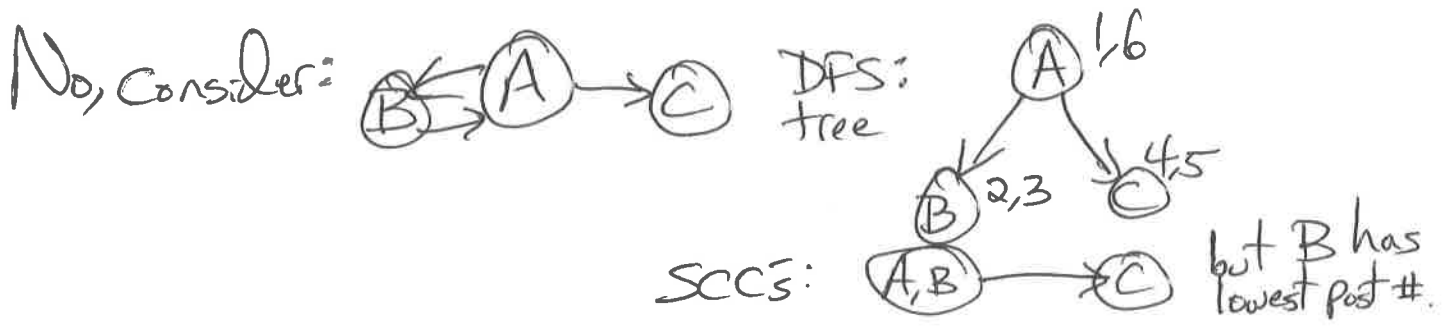 No, consider:
B
A
C
DFS:
tree
A 1,6
B 2,3
C 4,5
SCCs:
A,B
C
but B has
lowest post #.